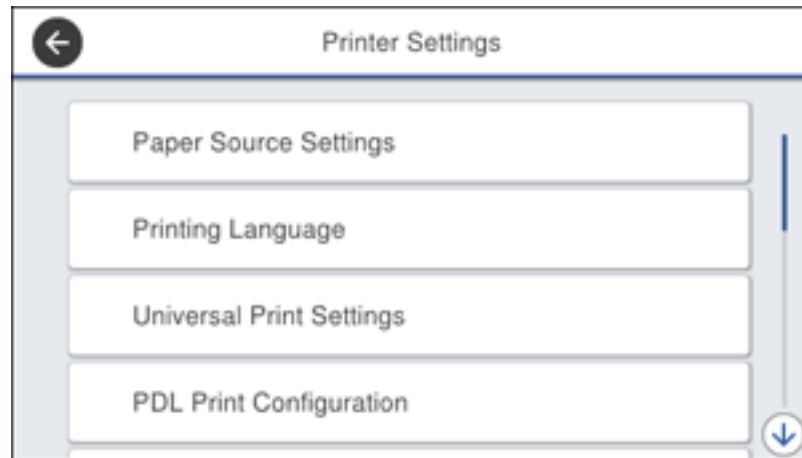 Printer Settings
Paper Source Settings
Printing Language
Universal Print Settings
PDL Print Configuration